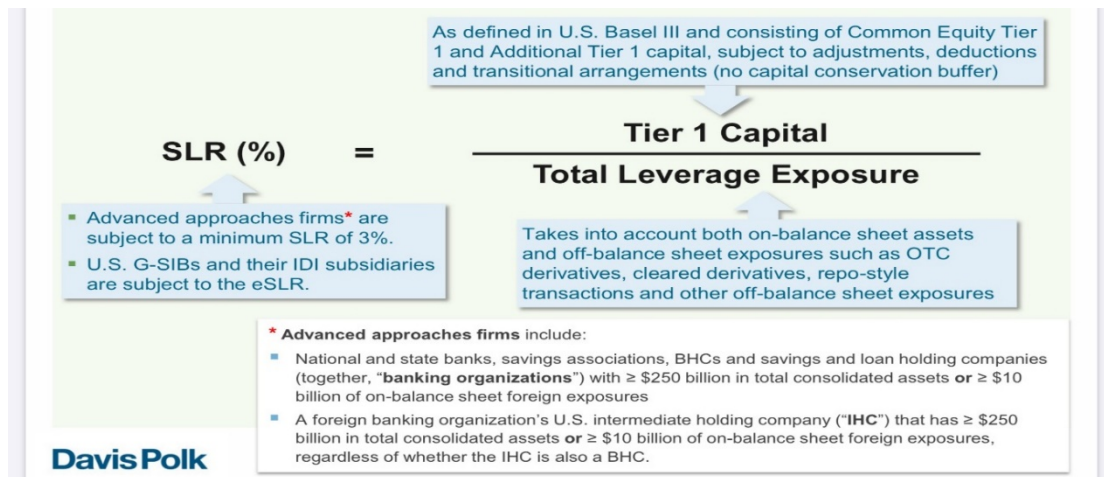 As defined in U.S. Basel III and consisting of Common Equity Tier
1 and Additional Tier 1 capital, subject to adjustments, deductions
and transitional arrangements (no capital conservation buffer)
SLR (%) =
Tier 1 Capital
Total Leverage Exposure
▪ Advanced approaches firms* are
subject to a minimum SLR of 3%.
▪ U.S. G-SIBs and their IDI subsidiaries
are subject to the eSLR.
Takes into account both on-balance sheet assets
and off-balance sheet exposures such as OTC
derivatives, cleared derivatives, repo-style
transactions and other off-balance sheet exposures
* Advanced approaches firms include:
▪ National and state banks, savings associations, BHCs and savings and loan holding companies
(together, “banking organizations”) with ≥ $250 billion in total consolidated assets or ≥ $10
billion of on-balance sheet foreign exposures
▪ A foreign banking organization’s U.S. intermediate holding company (“IHC”) that has ≥ $250
billion in total consolidated assets or ≥ $10 billion of on-balance sheet foreign exposures,
regardless of whether the IHC is also a BHC.
Davis Polk